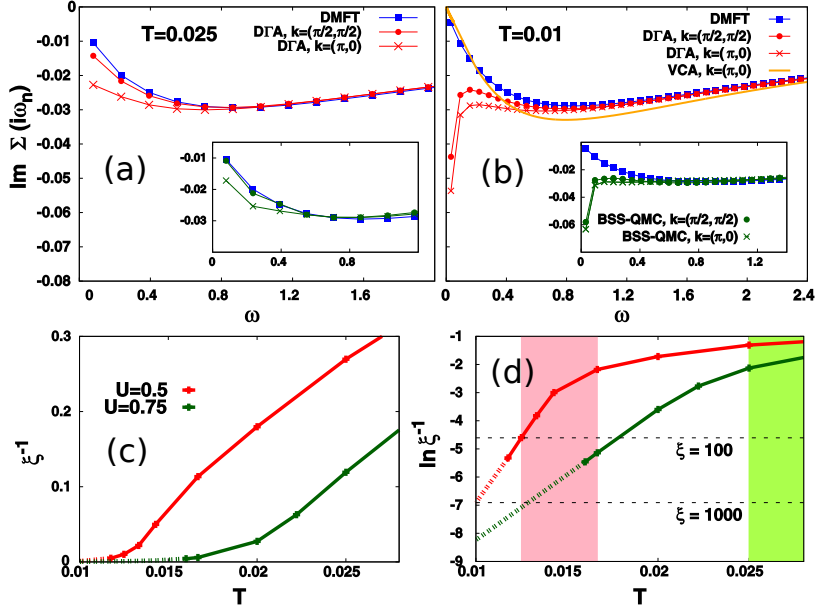 -0
-0.01
-0.02
-0.03
-0.04
-0.05
-0.06
-0.07
-0.08
Im Σ (iωn)
T=0.025
DMFT
DΓA, k=(π/2,π/2)
DΓA, k=(π,0)
(a)
-0.01
-0.02
-0.03
0 0.4 0.8
0 0.4 0.8 1.2 1.6
ω
T=0.01
DMFT
DΓA, k=(π/2,π/2)
DΓA, k=(π,0)
VCA, k=(π,0)
(b)
-0.02
-0.04
-0.06
BSS-QMC, k=(π/2,π/2)
BSS-QMC, k=(π,0)
0 0.4 0.8 1.2
0 0.4 0.8 1.2 1.6 2 2.4
ω
0.3
0.2
0.1
0
ξ-1
U=0.5
U=0.75
(c)
0.01 0.015 0.02 0.025
T
-1
-2
-3
-4
-5
-6
-7
-8
-9
ln ξ-1
(d)
ξ = 100
ξ = 1000
0.01 0.015 0.02 0.025
T